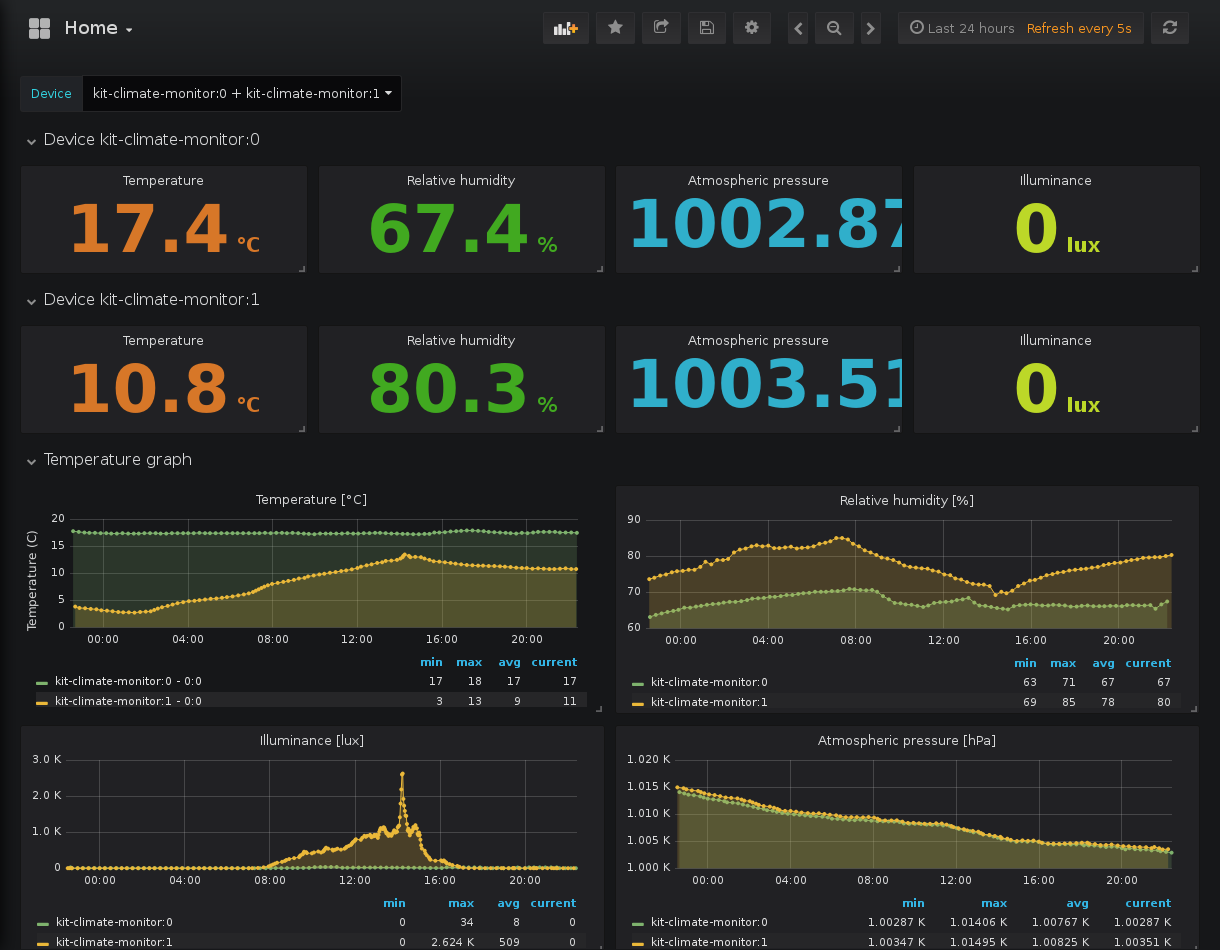 Home
Last 24 hours Refresh every 5s
Device kit-climate-monitor:0 + kit-climate-monitor:1
Device kit-climate-monitor:0
Temperature Relative humidity Atmospheric pressure Illuminance
17.4 °C 67.4 % 1002.87 0 lux
Device kit-climate-monitor:1
Temperature Relative humidity Atmospheric pressure Illuminance
10.8 °C 80.3 % 1003.51 0 lux
Temperature graph
Temperature [°C]
Temperature (C)
20
15
10
5
0
00:00 04:00 08:00 12:00 16:00 20:00
min max avg current
kit-climate-monitor:0 - 0:0 17 18 17 17
kit-climate-monitor:1 - 0:0 3 13 9 11
Relative humidity [%]
90
80
70
60
00:00 04:00 08:00 12:00 16:00 20:00
min max avg current
kit-climate-monitor:0 63 71 67 67
kit-climate-monitor:1 69 85 78 80
Illuminance [lux]
3.0 K
2.0 K
1.0 K
0
00:00 04:00 08:00 12:00 16:00 20:00
min max avg current
kit-climate-monitor:0 0 34 8 0
kit-climate-monitor:1 0 2.624 K 509 0
Atmospheric pressure [hPa]
1.020 K
1.015 K
1.010 K
1.005 K
1.000 K
00:00 04:00 08:00 12:00 16:00 20:00
min max avg current
kit-climate-monitor:0 1.00287 K 1.01406 K 1.00767 K 1.00287 K
kit-climate-monitor:1 1.00347 K 1.01495 K 1.00825 K 1.00351 K